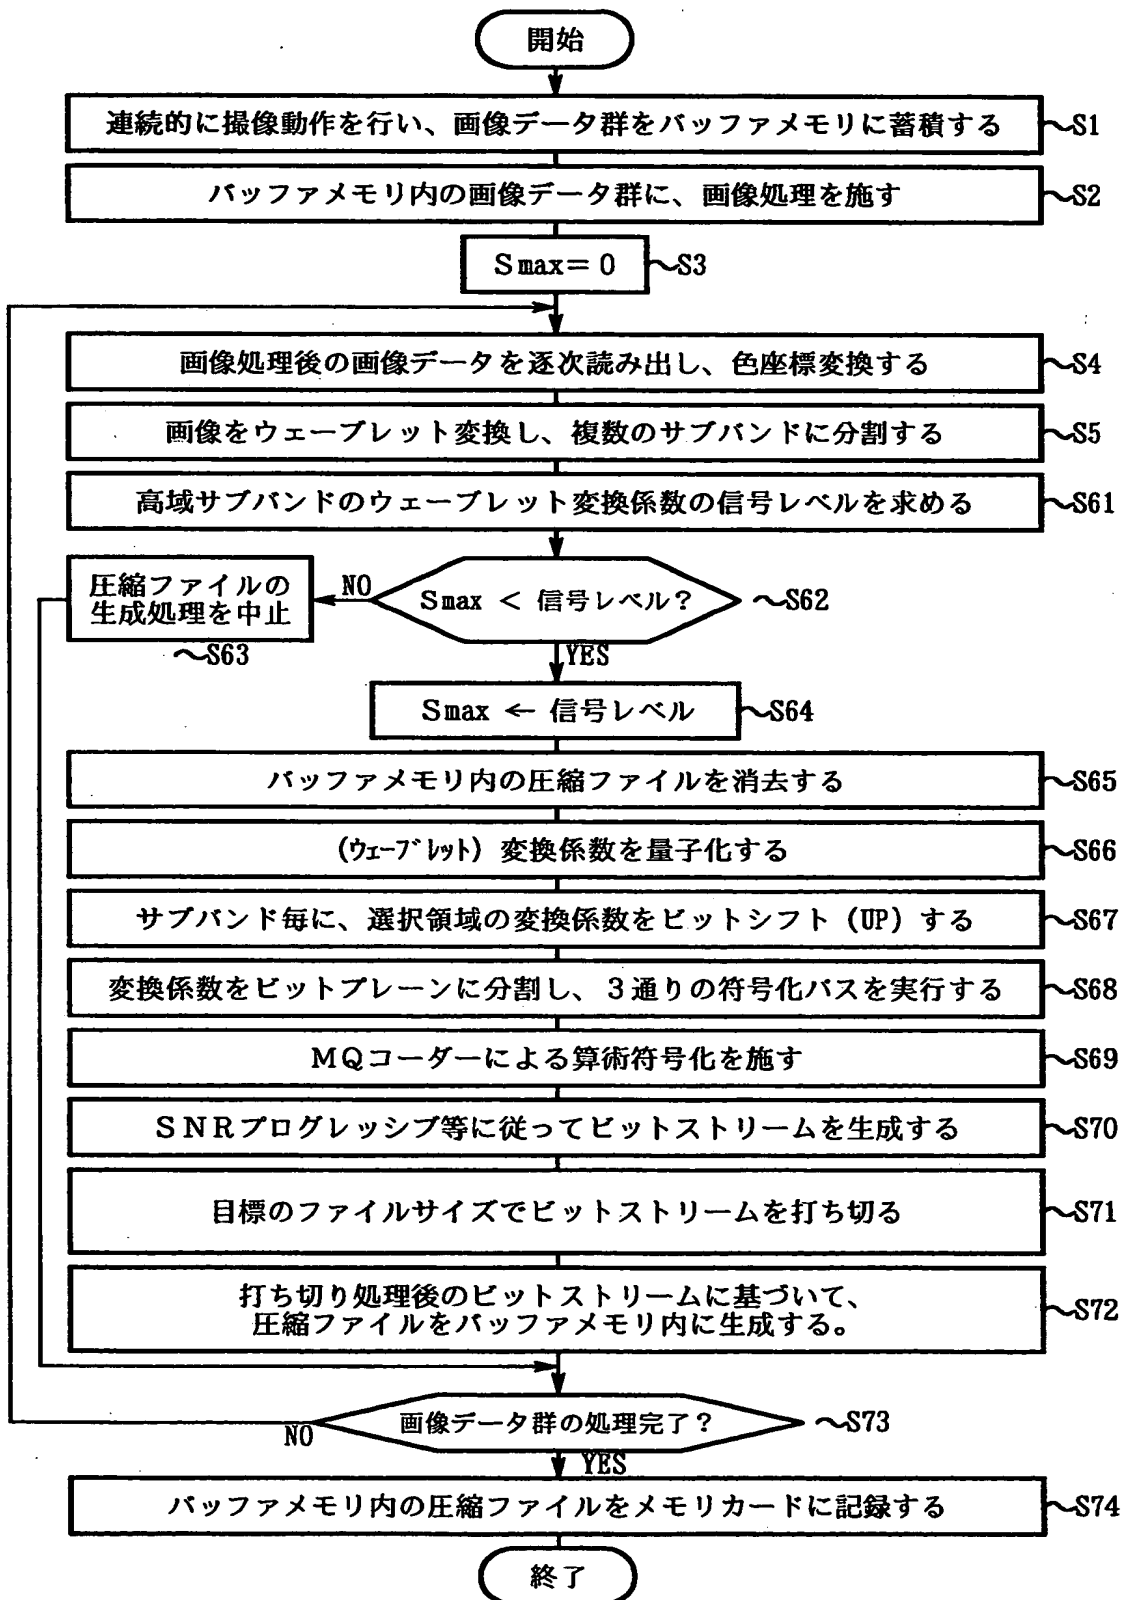 開始
連続的に撮像動作を行い、画像データ群をバッファメモリに蓄積する
S1
バッファメモリ内の画像データ群に、画像処理を施す
S2
Smax=0
S3
画像処理後の画像データを逐次読み出し、色座標変換する
S4
画像をウェーブレット変換し、複数のサブバンドに分割する
S5
高域サブバンドのウェーブレット変換係数の信号レベルを求める
S61
圧縮ファイルの
生成処理を中止
S63
NO
Smax < 信号レベル?
S62
YES
Smax ← 信号レベル
S64
バッファメモリ内の圧縮ファイルを消去する
S65
(ウェーブレット) 変換係数を量子化する
S66
サブバンド毎に、選択領域の変換係数をビットシフト (UP) する
S67
変換係数をビットプレーンに分割し、3通りの符号化パスを実行する
S68
MQコーダーによる算術符号化を施す
S69
SNRプログレッシブ等に従ってビットストリームを生成する
S70
目標のファイルサイズでビットストリームを打ち切る
S71
打ち切り処理後のビットストリームに基づいて、
圧縮ファイルをバッファメモリ内に生成する。
S72
画像データ群の処理完了?
S73
NO
YES
バッファメモリ内の圧縮ファイルをメモリカードに記録する
S74
終了